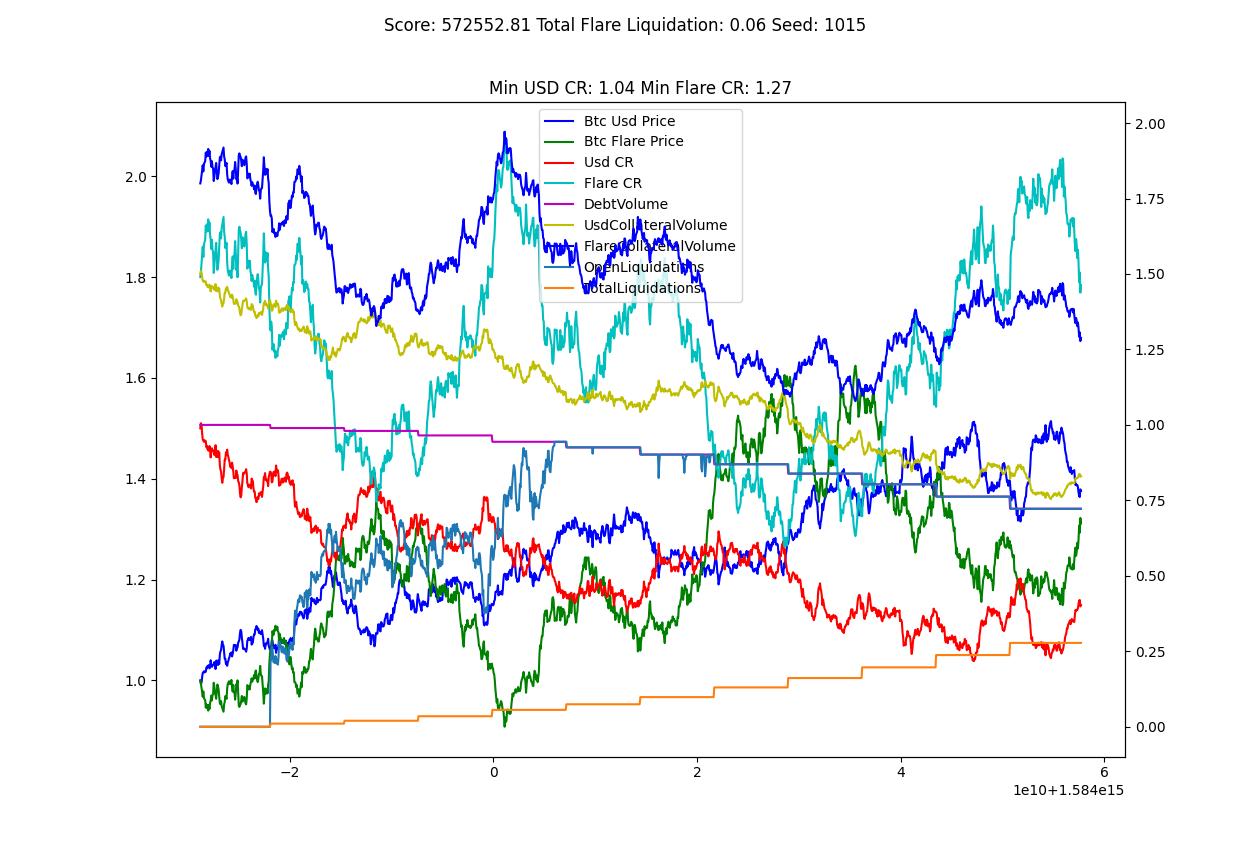 Score: 572552.81 Total Flare Liquidation: 0.06 Seed: 1015
Min USD CR: 1.04 Min Flare CR: 1.27
Btc Usd Price
Btc Flare Price
Usd CR
Flare CR
DebtVolume
UsdCollateralVolume
FlareCollateralVolume
OpenLiquidations
TotalLiquidations
2.0
1.8
1.6
1.4
1.2
1.0
2.00
1.75
1.50
1.25
1.00
0.75
0.50
0.25
0.00
−2
0
2
4
6
1e10+1.584e15